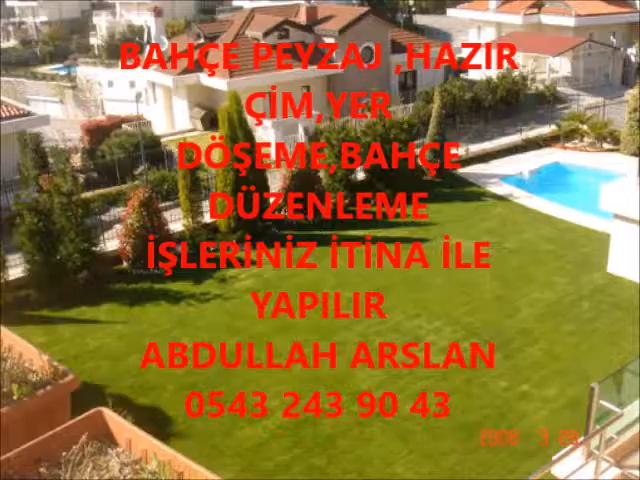 BAHÇE PEYZAJ ,HAZIR
ÇİM,YER
DÖŞEME,BAHÇE
DÜZENLEME
İŞLERİNİZ İTİNA İLE
YAPILIR
ABDULLAH ARSLAN
0543 243 90 43